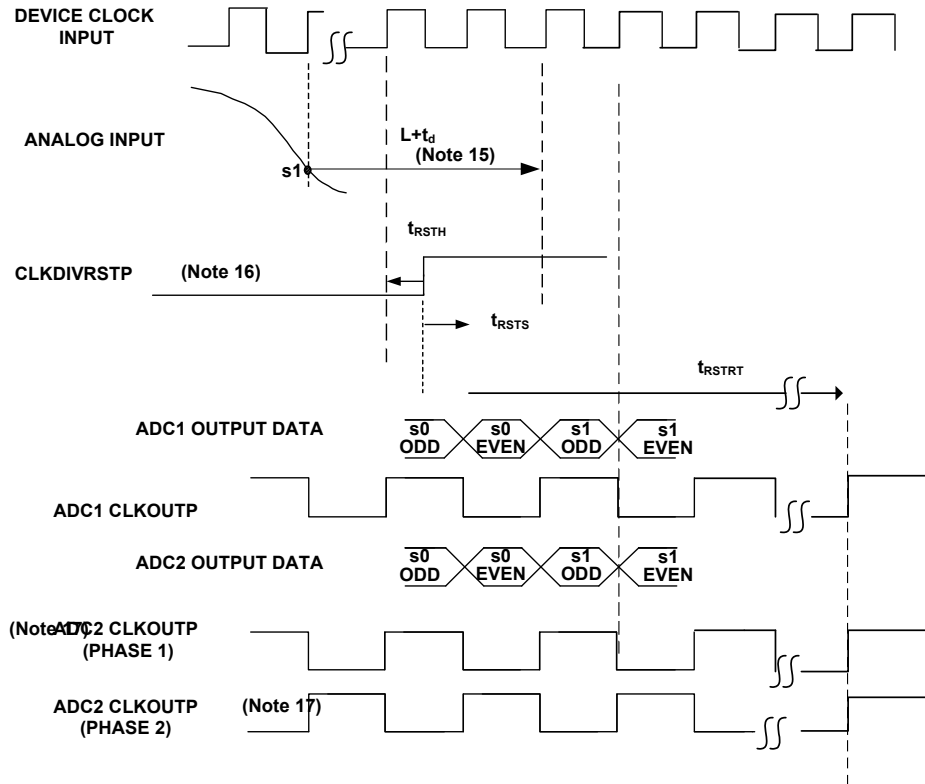 DEVICE CLOCK
INPUT
ANALOG INPUT
s1
L+td
(Note 15)
tRSTH
CLKDIVRSTP
(Note 16)
tRSTS
tRSTRT
ADC1 OUTPUT DATA
s0
ODD
s0
EVEN
s1
ODD
s1
EVEN
ADC1 CLKOUTP
ADC2 OUTPUT DATA
s0
ODD
s0
EVEN
s1
ODD
s1
EVEN
(Note 17)
ADC2 CLKOUTP
(PHASE 1)
ADC2 CLKOUTP
(PHASE 2)
(Note 17)